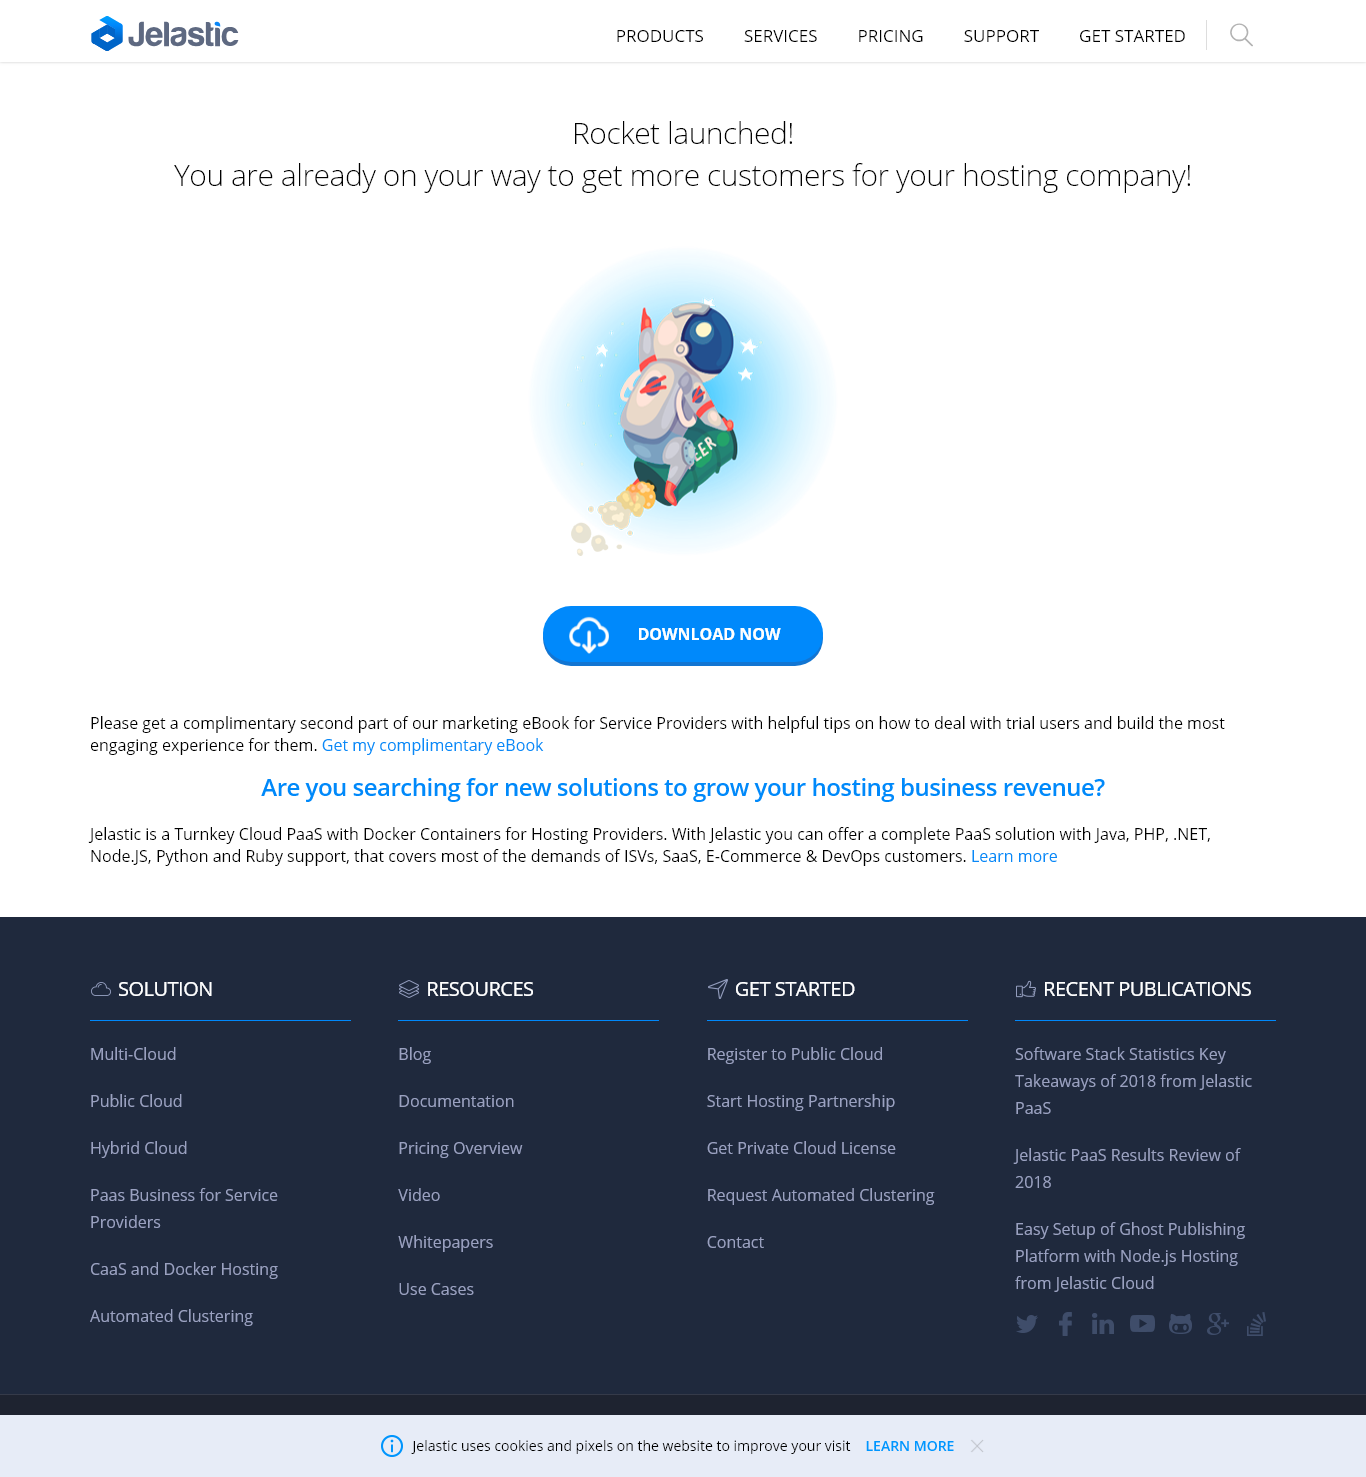 Jelastic
PRODUCTS
SERVICES
PRICING
SUPPORT
GET STARTED
Rocket launched!
You are already on your way to get more customers for your hosting company!
EER
DOWNLOAD NOW
Please get a complimentary second part of our marketing eBook for Service Providers with helpful tips on how to deal with trial users and build the most
engaging experience for them. Get my complimentary eBook
Are you searching for new solutions to grow your hosting business revenue?
Jelastic is a Turnkey Cloud PaaS with Docker Containers for Hosting Providers. With Jelastic you can offer a complete PaaS solution with Java, PHP, .NET,
Node.JS, Python and Ruby support, that covers most of the demands of ISVs, SaaS, E-Commerce & DevOps customers. Learn more
SOLUTION
Multi-Cloud
Public Cloud
Hybrid Cloud
Paas Business for Service
Providers
CaaS and Docker Hosting
Automated Clustering
RESOURCES
Blog
Documentation
Pricing Overview
Video
Whitepapers
Use Cases
GET STARTED
Register to Public Cloud
Start Hosting Partnership
Get Private Cloud License
Request Automated Clustering
Contact
RECENT PUBLICATIONS
Software Stack Statistics Key
Takeaways of 2018 from Jelastic
PaaS
Jelastic PaaS Results Review of
2018
Easy Setup of Ghost Publishing
Platform with Node.js Hosting
from Jelastic Cloud
Jelastic uses cookies and pixels on the website to improve your visit
LEARN MORE